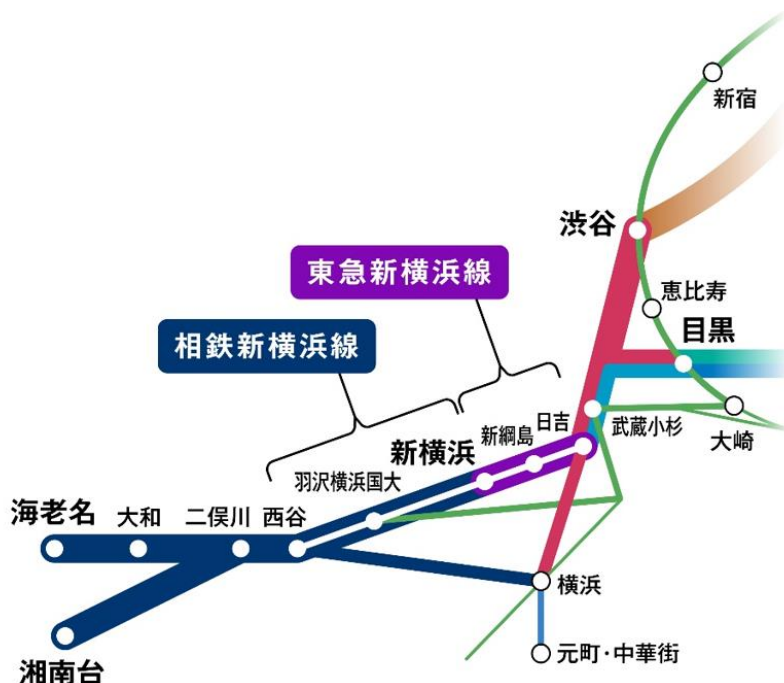 新宿
渋谷
東急新横浜線
恵比寿
目黒
相鉄新横浜線
日吉
武蔵小杉
大崎
新綱島
新横浜
羽沢横浜国大
海老名
大和
二俣川
西谷
横浜
湘南台
元町・中華街